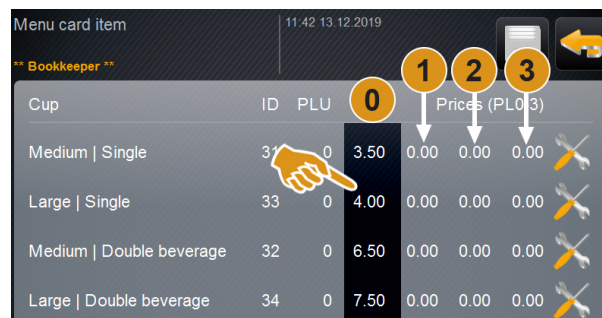 Menu card item
11:42 13.12.2019
** Bookkeeper **
1 2 3
Cup ID PLU 0 Prices (PL0-3)
Medium | Single 31 0 3.50 0.00 0.00 0.00
Large | Single 33 0 4.00 0.00 0.00 0.00
Medium | Double beverage 32 0 6.50 0.00 0.00 0.00
Large | Double beverage 34 0 7.50 0.00 0.00 0.00